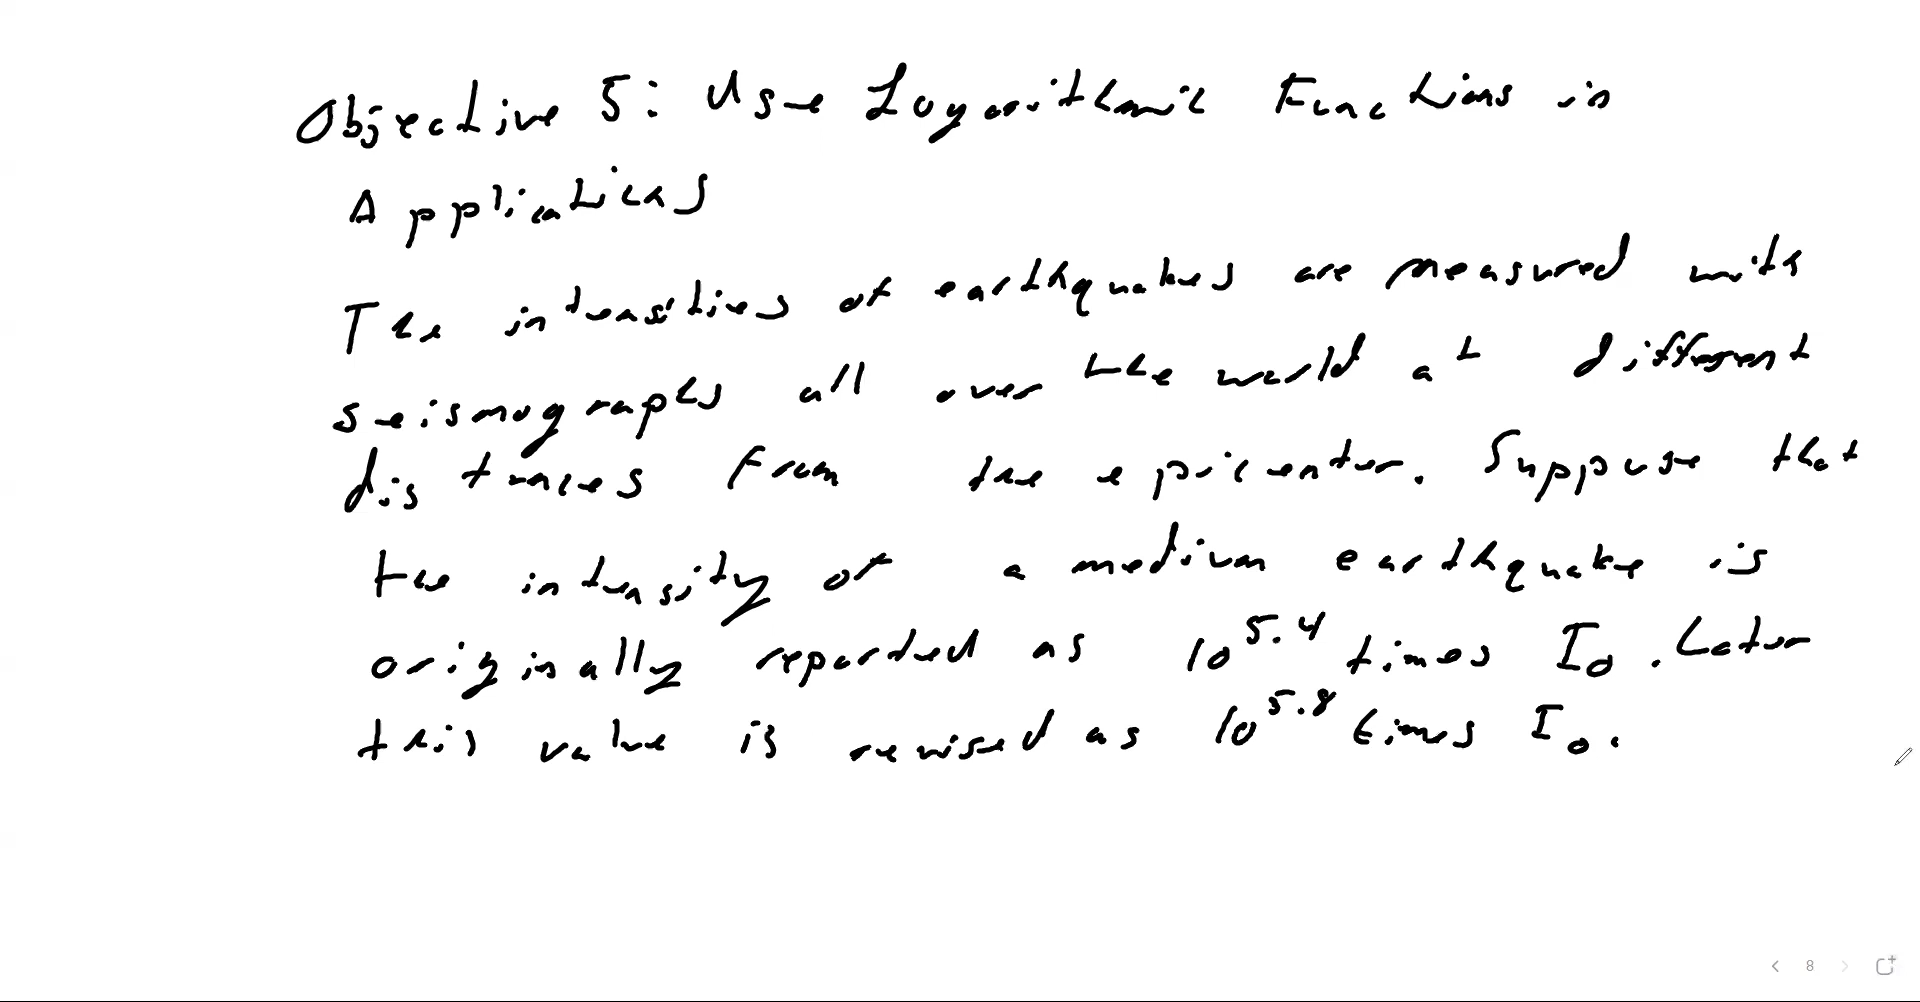 Objective 5: Use Logarithmic Functions in
Applications
The intensities of earthquakes are measured with
seismographs all over the world at different
distances from the epicenter. Suppose that
the intensity of a medium earthquake is
originally reported as 10^5.4 times I₀. Later
this value is revised as 10^5.8 times I₀.
8